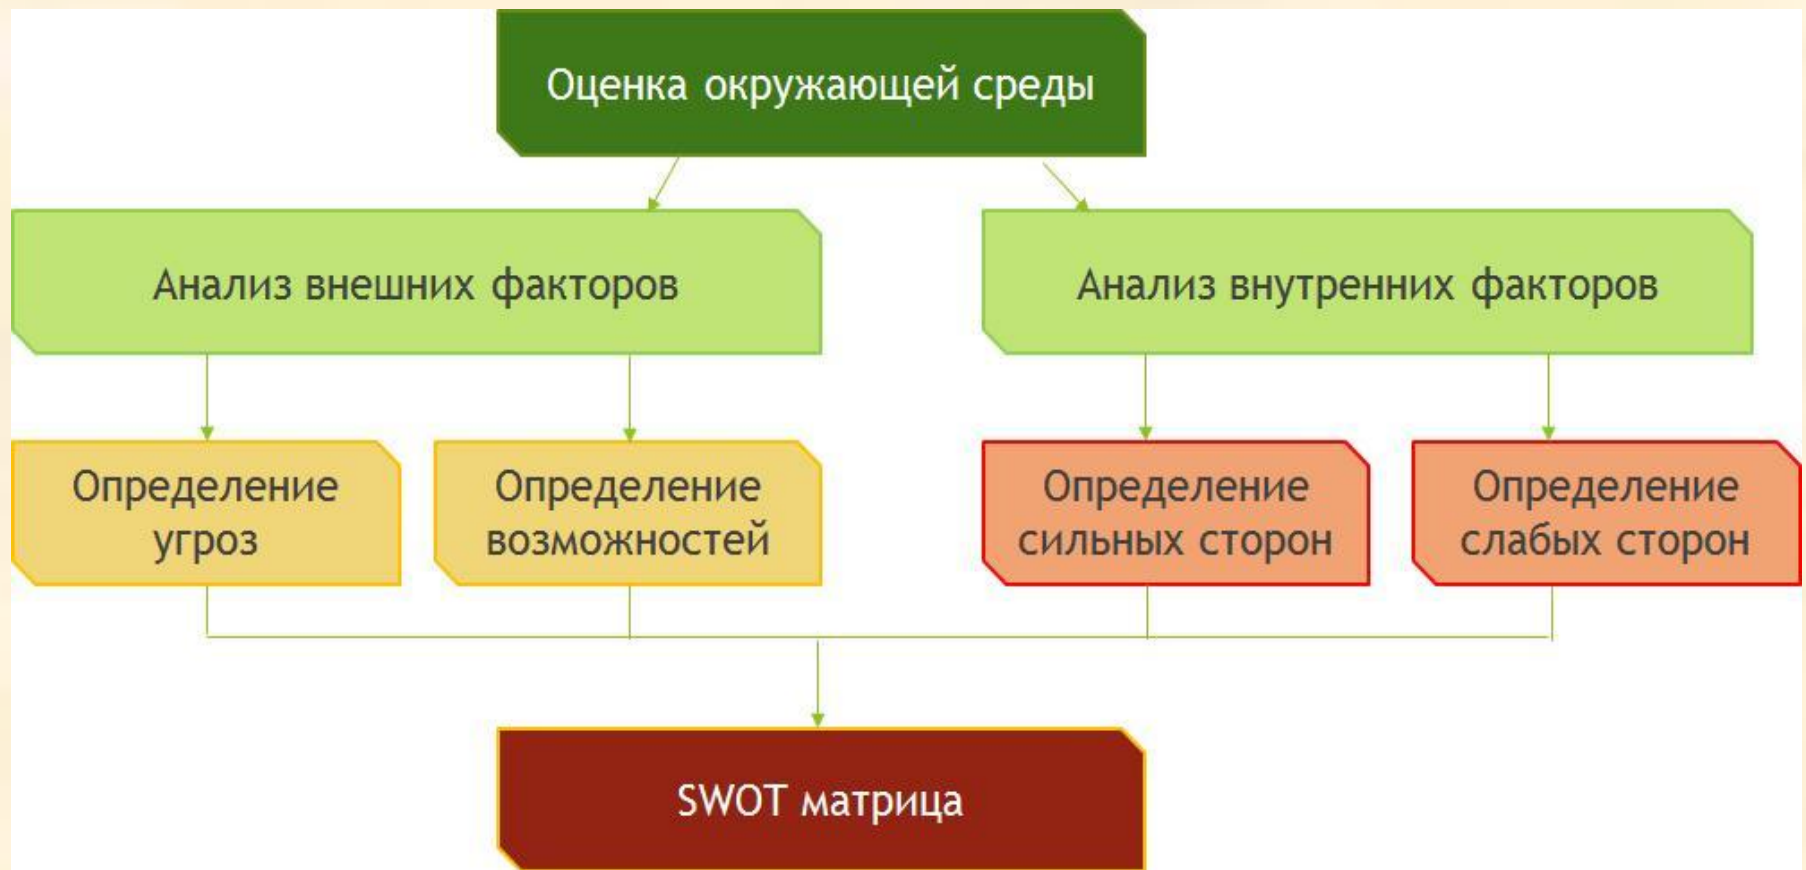 Оценка окружающей среды
Анализ внешних факторов
Анализ внутренних факторов
Определение
угроз
Определение
возможностей
Определение
сильных сторон
Определение
слабых сторон
SWOT матрица